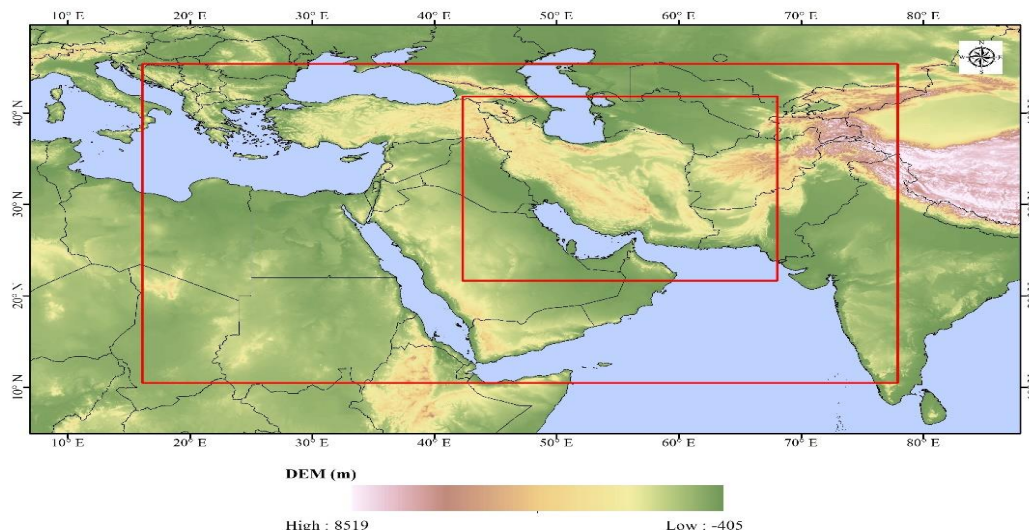 10° E 20° E 30° E 40° E 50° E 60° E 70° E 80° E
N
W E
S
40° N
30° N
20° N
10° N
10° E 20° E 30° E 40° E 50° E 60° E 70° E 80° E
DEM (m)
High : 8519 Low : -405